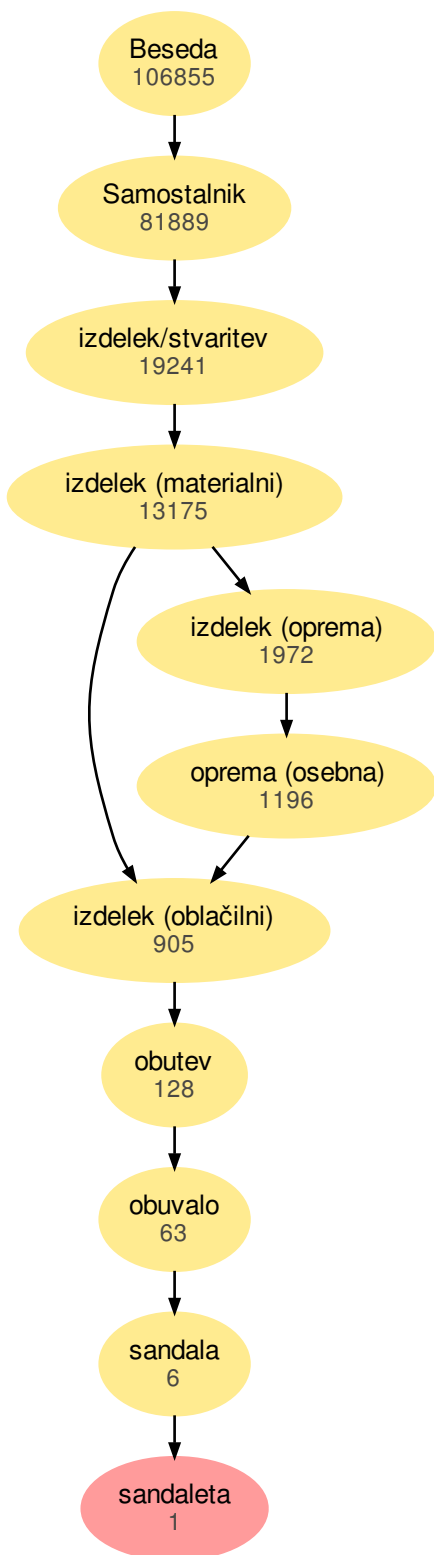 Beseda
106855
Samostalnik
81889
izdelek/stvaritev
19241
izdelek (materialni)
13175
izdelek (oprema)
1972
oprema (osebna)
1196
izdelek (oblačilni)
905
obutev
128
obuvalo
63
sandala
6
sandaleta
1